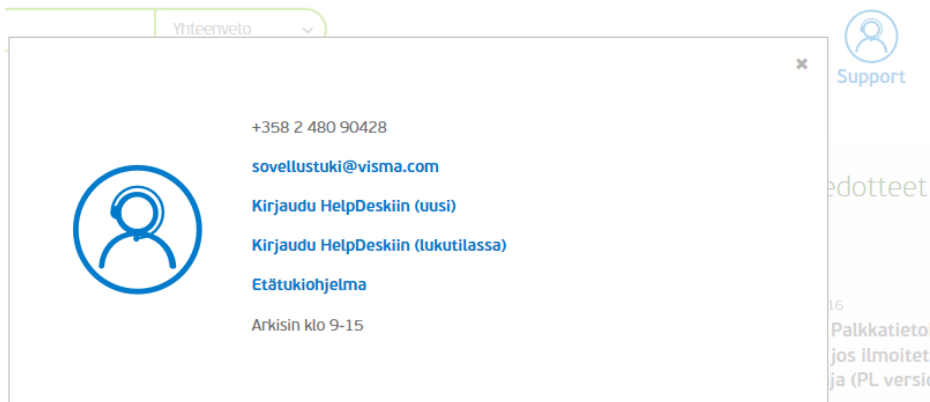 Yhteenveto
Support
+358 2 480 90428
sovellustuki@visma.com
Kirjaudu HelpDeskiin (uusi)
Kirjaudu HelpDeskiin (lukutilassa)
Etätukiohjelma
Arkisin klo 9-15
edotteet
16
Palkkatieto
jos ilmoitet
ja (PL versio